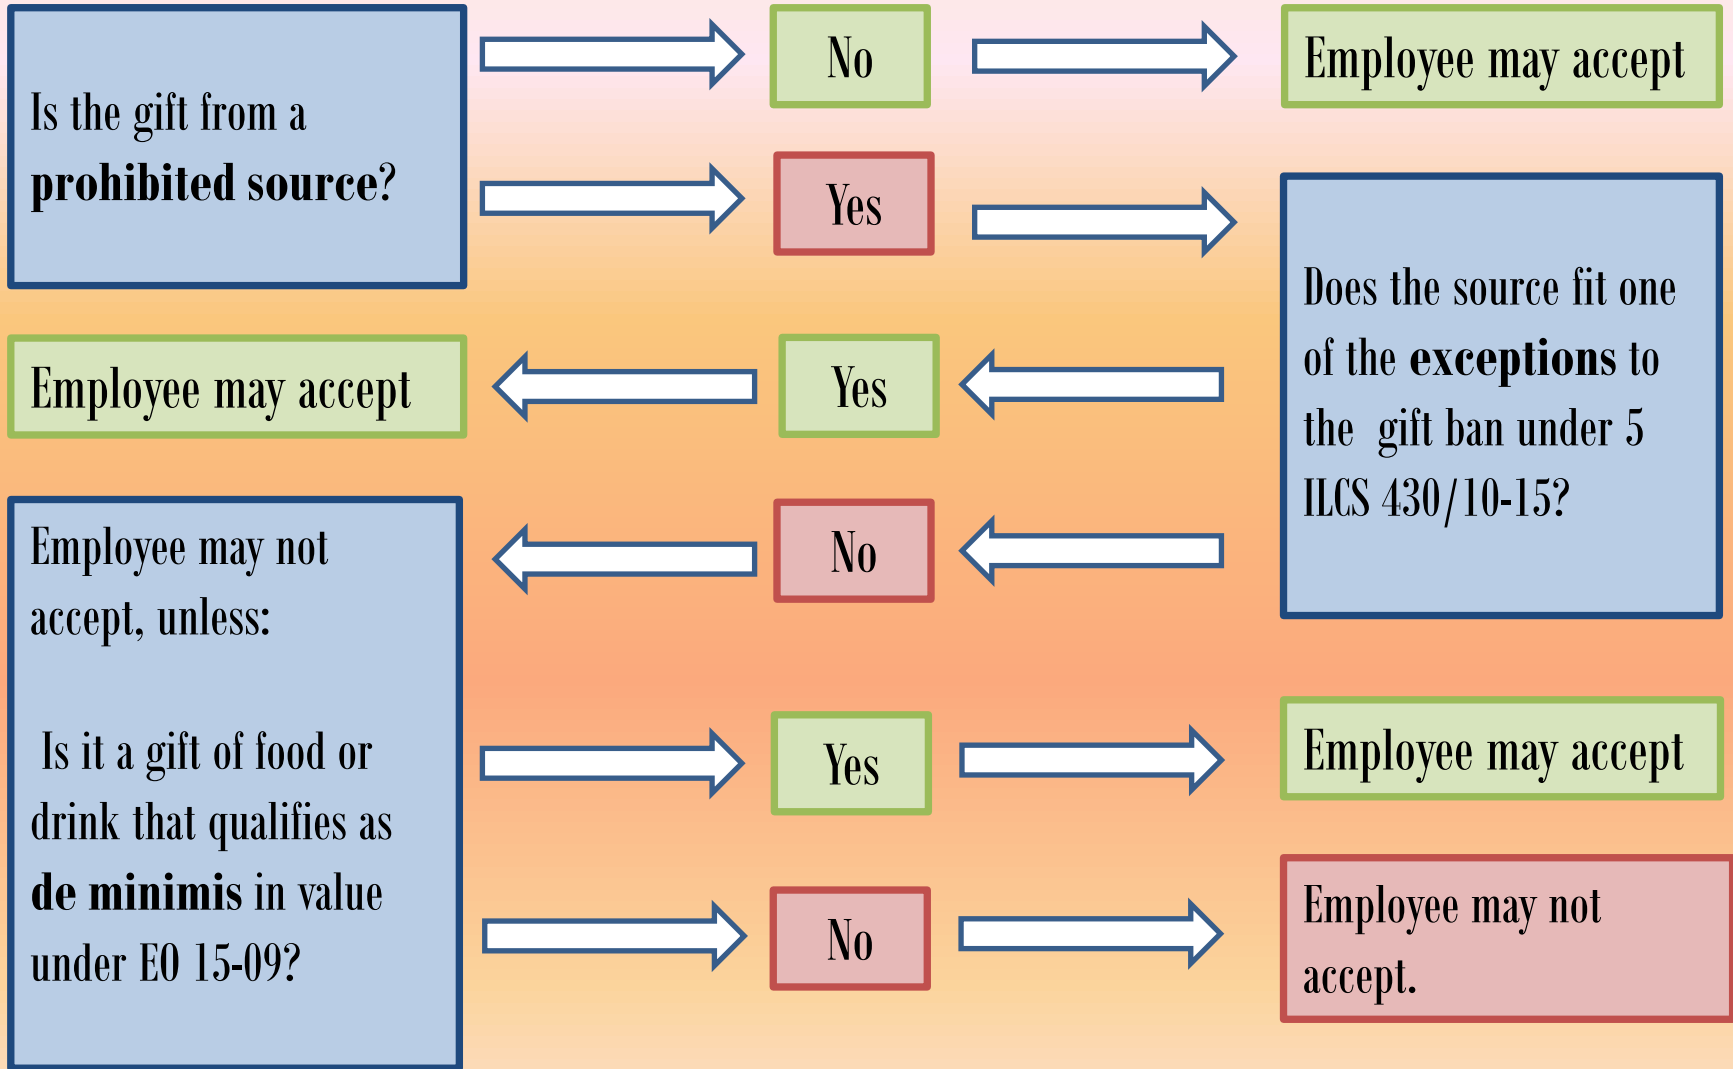 Is the gift from a
prohibited source?
No
Employee may accept
Yes
Does the source fit one
of the exceptions to
the gift ban under 5
ILCS 430/10-15?
Yes
Employee may accept
No
Employee may not
accept, unless:
Is it a gift of food or
drink that qualifies as
de minimis in value
under EO 15-09?
Yes
Employee may accept
No
Employee may not
accept.